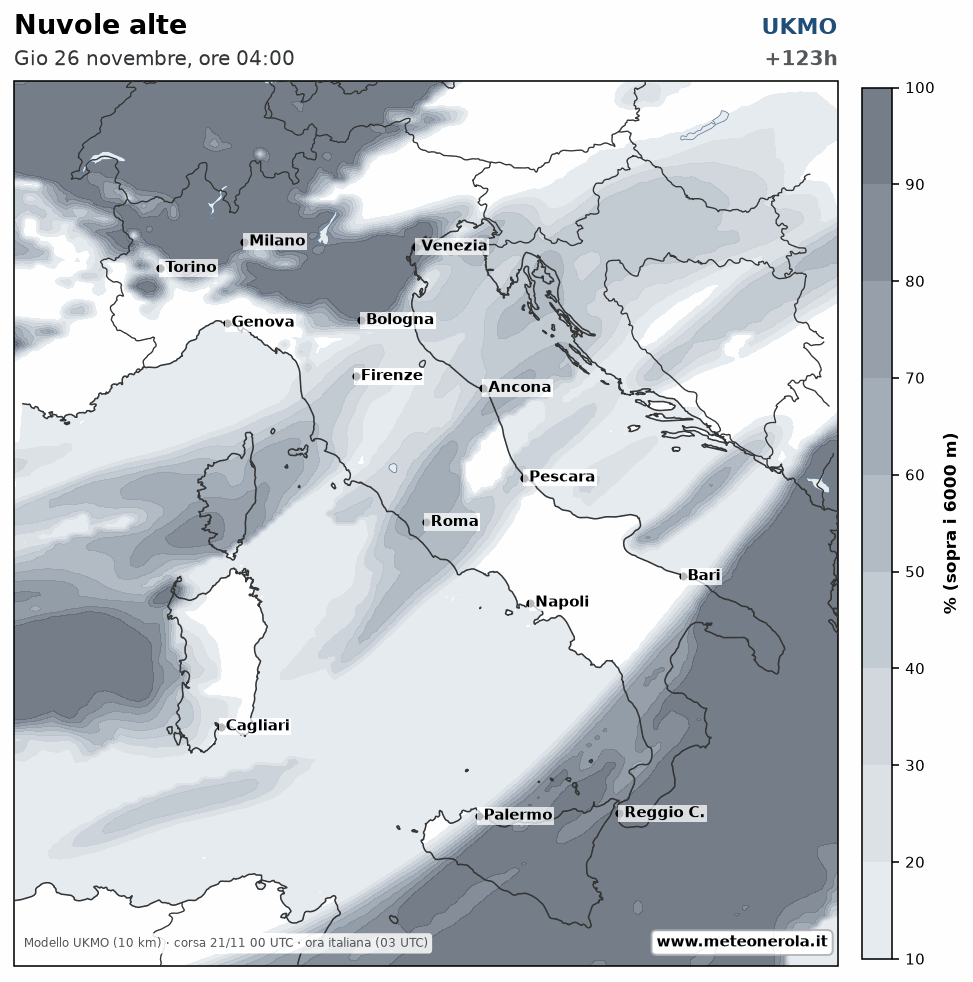 Nuvole alte
UKMO
Gio 26 novembre, ore 04:00
+123h
100
90
80
70
60
50
40
30
20
10
% (sopra i 6000 m)
Milano
Venezia
Torino
Genova
Bologna
Firenze
Ancona
Pescara
Roma
Bari
Napoli
Cagliari
Palermo
Reggio C.
Modello UKMO (10 km) · corsa 21/11 00 UTC · ora italiana (03 UTC)
www.meteonerola.it